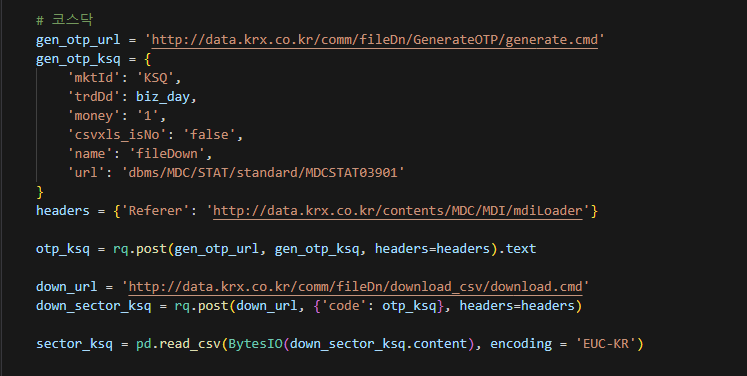 # 코스닥
gen_otp_url = 'http://data.krx.co.kr/comm/fileDn/GenerateOTP/generate.cmd'
gen_otp_ksq = {
    'mktId': 'KSQ',
    'trdDd': biz_day,
    'money': '1',
    'csvxls_isNo': 'false',
    'name': 'fileDown',
    'url': 'dbms/MDC/STAT/standard/MDCSTAT03901'
}
headers = {'Referer': 'http://data.krx.co.kr/contents/MDC/MDI/mdiLoader'}
otp_ksq = rq.post(gen_otp_url, gen_otp_ksq, headers=headers).text
down_url = 'http://data.krx.co.kr/comm/fileDn/download_csv/download.cmd'
down_sector_ksq = rq.post(down_url, {'code': otp_ksq}, headers=headers)
sector_ksq = pd.read_csv(BytesIO(down_sector_ksq.content), encoding = 'EUC-KR')